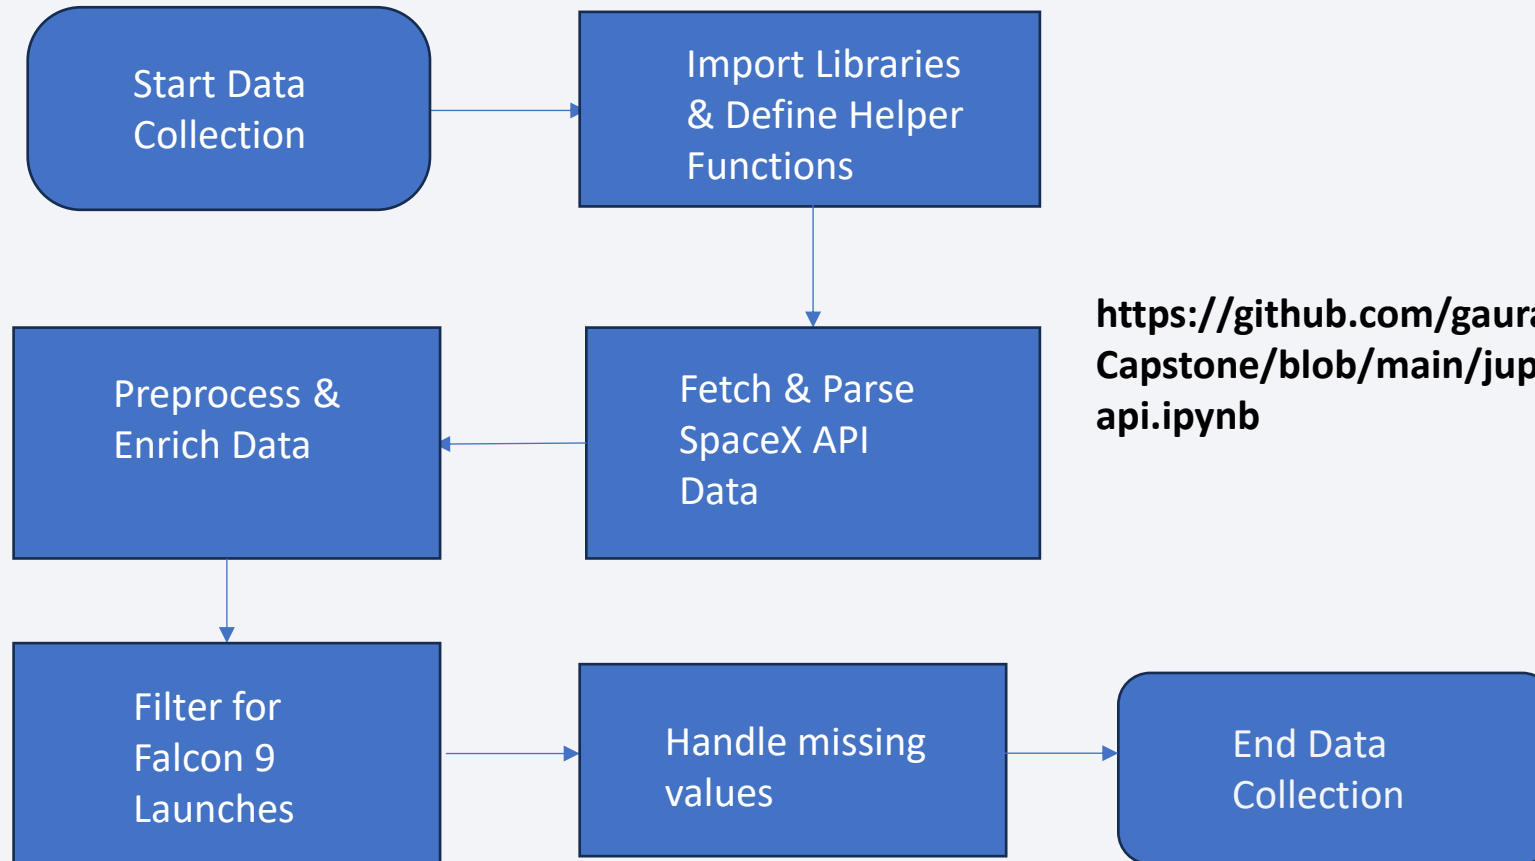 Start Data
Collection
Import Libraries
& Define Helper
Functions
Fetch & Parse
SpaceX API
Data
Preprocess &
Enrich Data
https://github.com/gaura
Capstone/blob/main/jup
api.ipynb
Filter for
Falcon 9
Launches
Handle missing
values
End Data
Collection